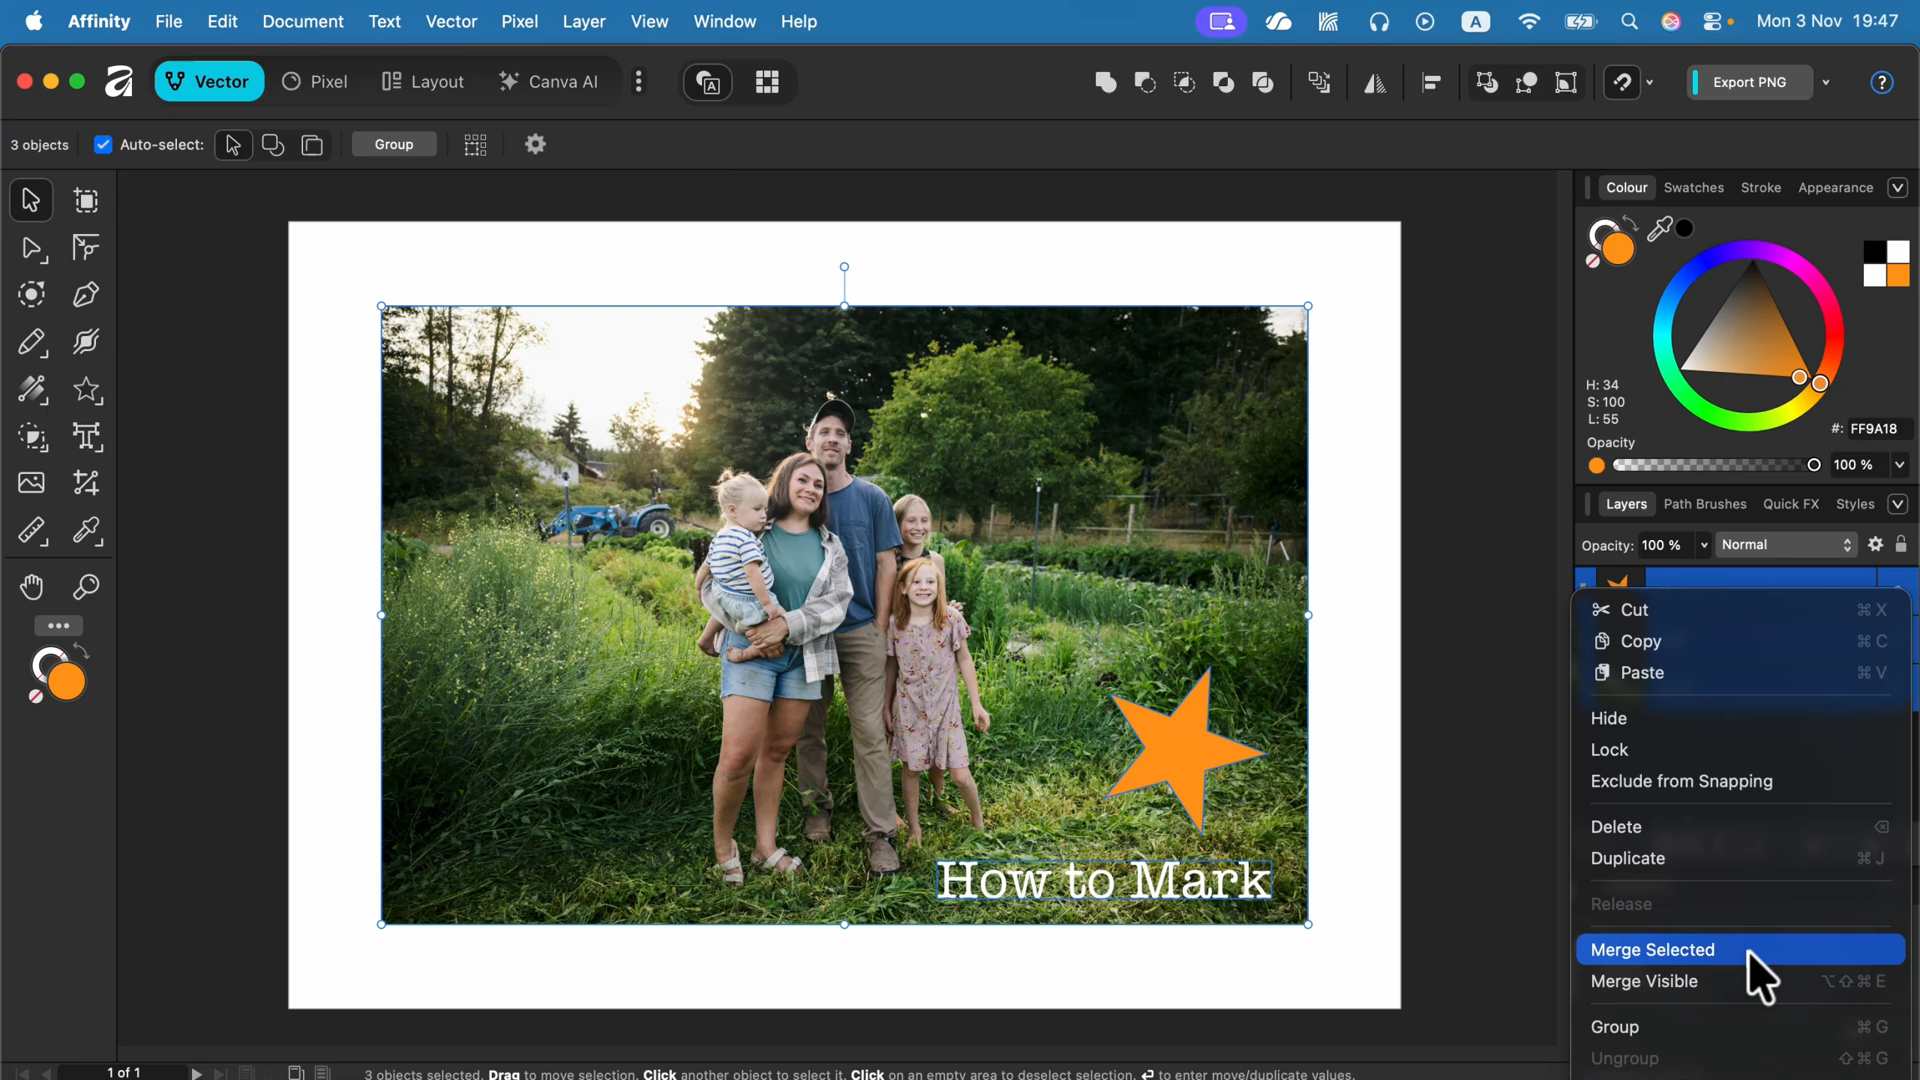 Affinity File Edit Document Text Vector Pixel Layer View Window Help A Mon 3 Nov 19:47
Vector Pixel Layout Canva AI A Export PNG ?
3 objects Auto-select: Group
Colour Swatches Stroke Appearance
H: 34
S: 100
L: 55
#: FF9A18
Opacity
100 %
Layers Path Brushes Quick FX Styles
Opacity: 100 % Normal
Cut ⌘ X
Copy ⌘ C
Paste ⌘ V
Hide
Lock
Exclude from Snapping
Delete
Duplicate ⌘ J
Release
Merge Selected
Merge Visible ⌥⇧⌘ E
Group ⌘ G
Ungroup ⇧⌘ G
How to Mark
1 of 1
3 objects selected. Drag to move selection. Click another object to select it. Click on an empty area to deselect selection. ↵ to enter move/duplicate values.